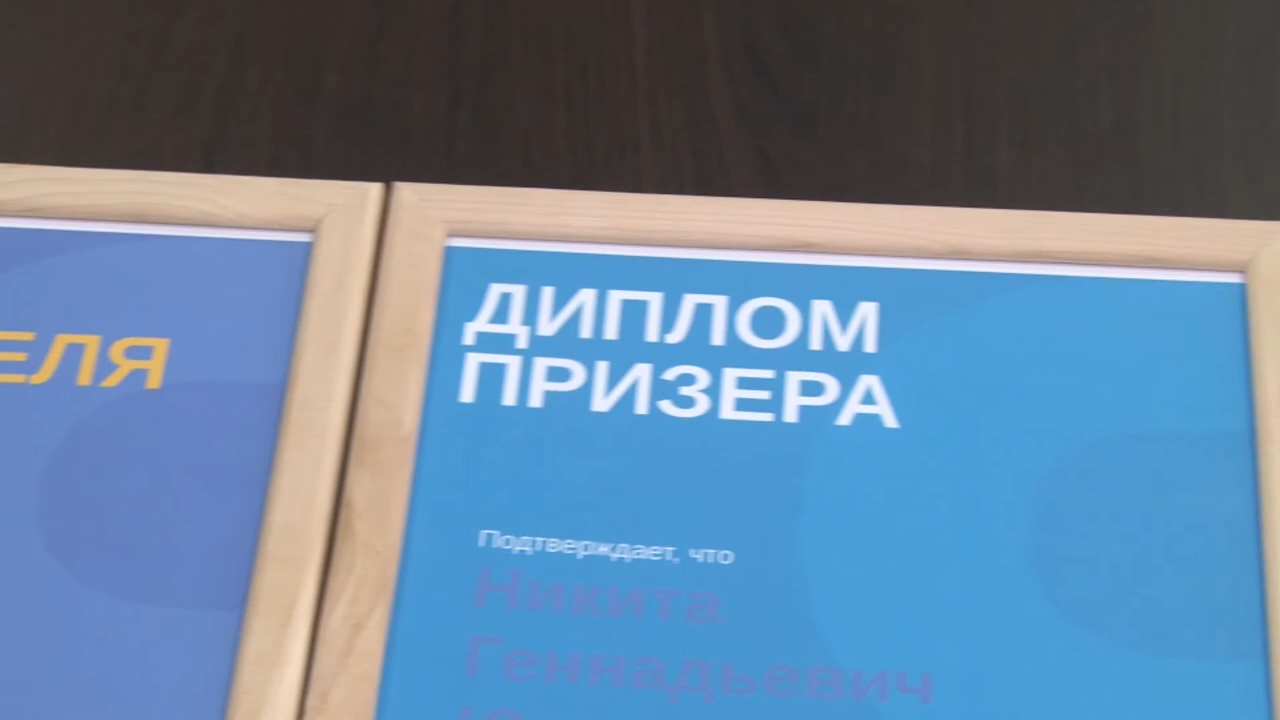 ЕЛЯ
ДИПЛОМ
ПРИЗЕРА
Подтверждает, что
Никита
Геннадьевич